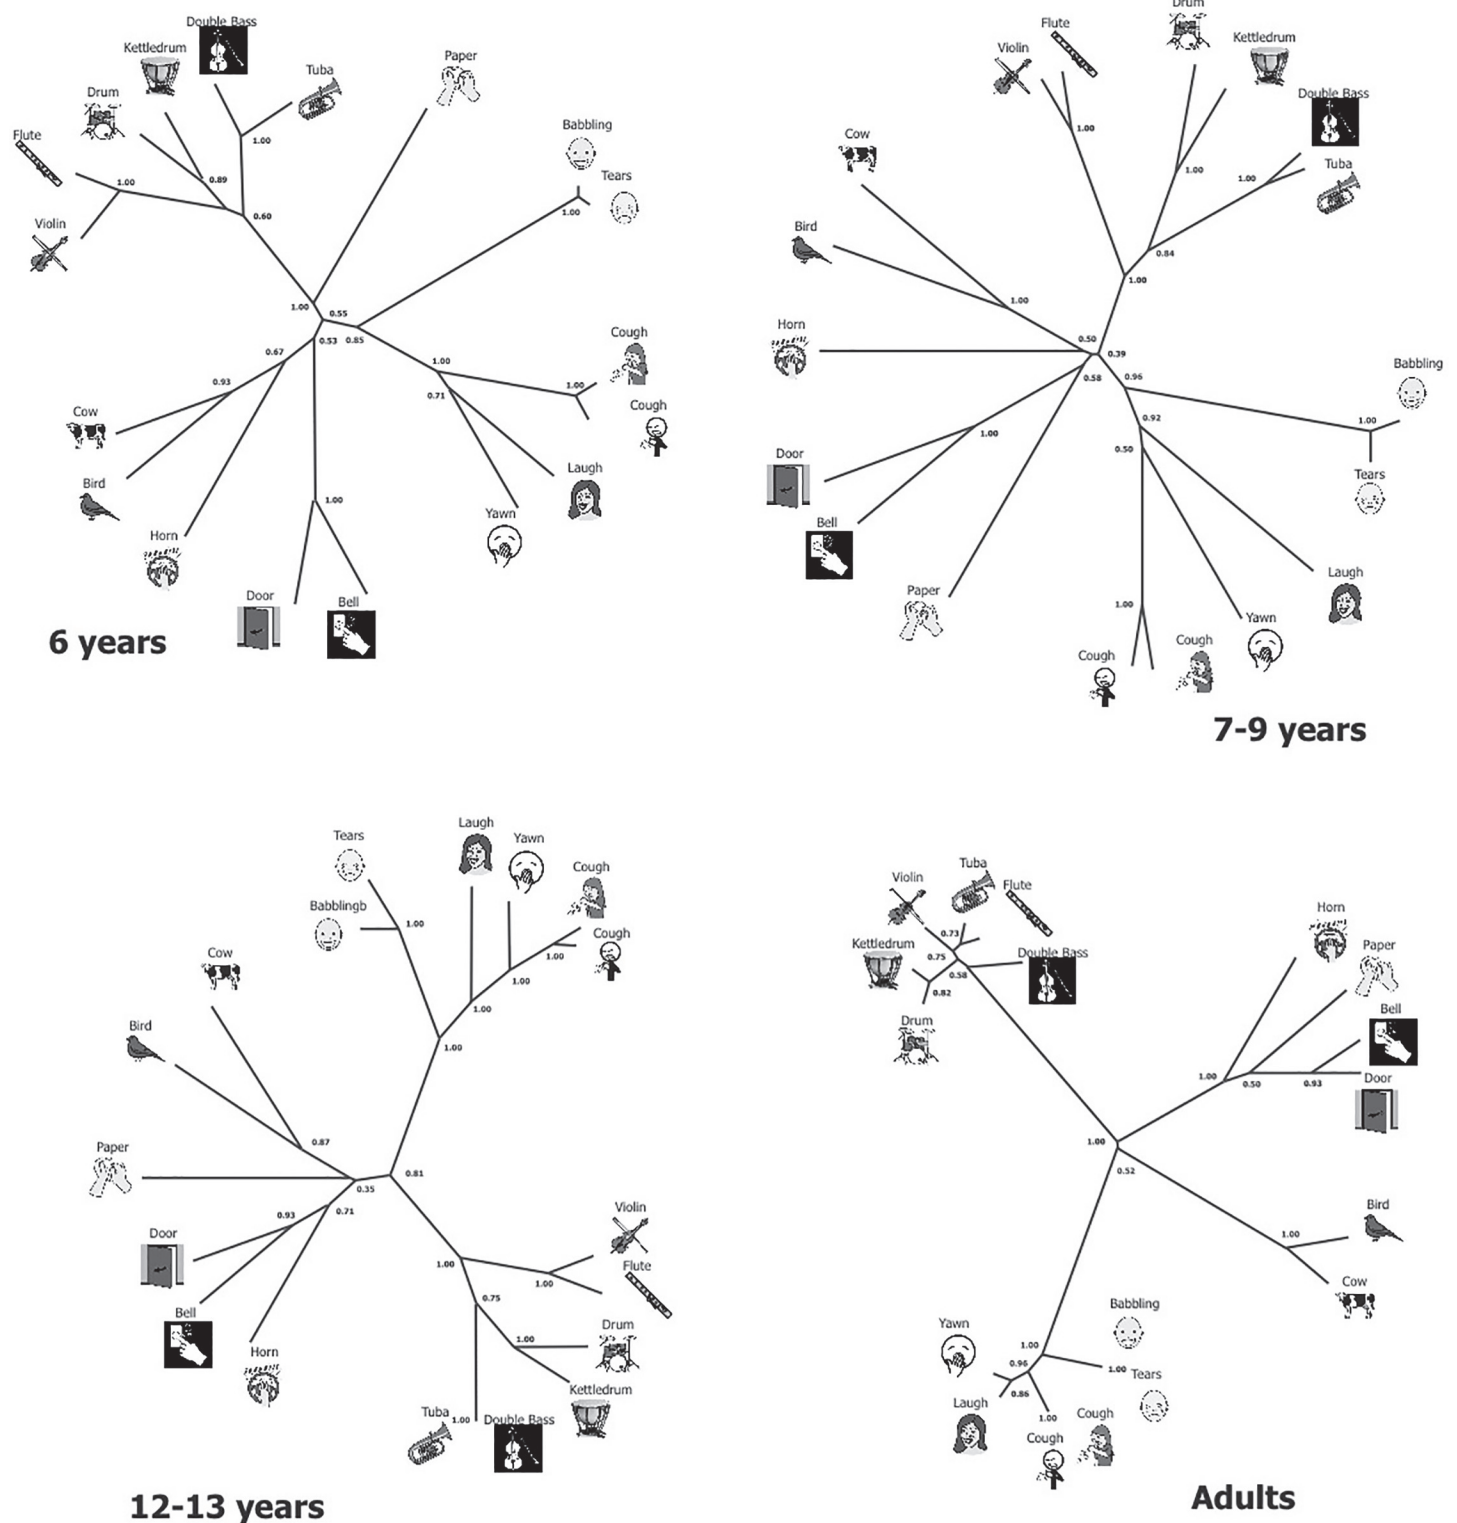 Double Bass
Kettledrum
Tuba
Paper
Drum
Babbling
Flute
Tears
1.00
1.00
0.89
1.00
0.60
Violin
1.00
0.55
Cough
0.53
0.85
0.67
1.00
0.93
1.00
0.71
Cow
Cough
Laugh
Bird
1.00
Yawn
Horn
Door
Bell
6 years
Drum
Flute
Kettledrum
Violin
Double Bass
Cow
1.00
Tuba
1.00
1.00
Bird
0.84
1.00
1.00
Horn
0.50
0.39
0.58
0.96
Babbling
0.92
1.00
1.00
0.50
Door
Tears
Bell
Laugh
Paper
1.00
Yawn
Cough
Cough
7-9 years
Laugh
Tears
Yawn
Cough
Babblingb
1.00
Cough
Cow
1.00
1.00
1.00
Bird
1.00
0.87
Paper
0.81
0.35
Violin
0.93
0.71
Door
1.00
Flute
1.00
0.75
Bell
Drum
1.00
Horn
Kettledrum
Tuba
1.00
Double Bass
12-13 years
Tuba
Violin
Flute
Horn
0.73
Kettledrum
Paper
0.75
Double Bass
0.58
0.82
Bell
Drum
1.00
0.50
0.93
Door
1.00
0.52
Bird
1.00
Cow
Babbling
Yawn
1.00
0.96
1.00
Tears
0.86
Laugh
1.00
Cough
Cough
Adults